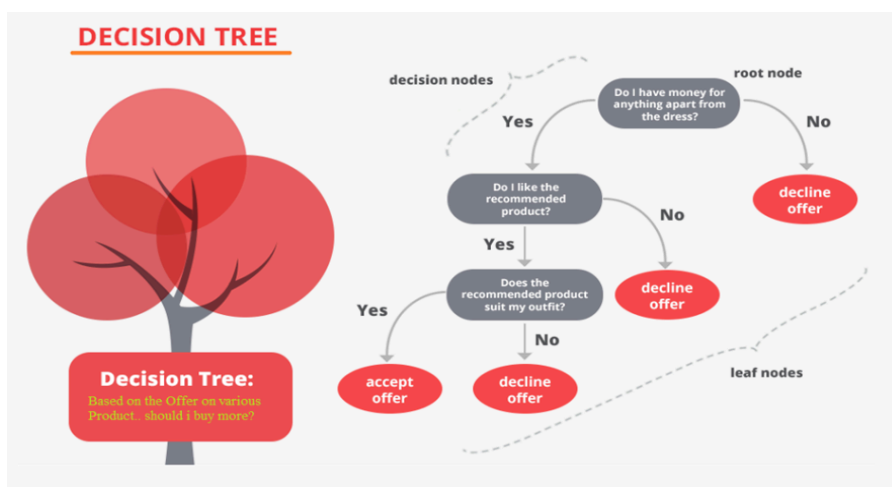 DECISION TREE
decision nodes
root node
Do I have money for
anything apart from
the dress?
Yes
No
decline
offer
Do I like the
recommended
product?
No
Yes
decline
offer
Does the
recommended product
suit my outfit?
Yes
No
accept
offer
decline
offer
leaf nodes
Decision Tree:
Based on the Offer on various
Product.. should i buy more?